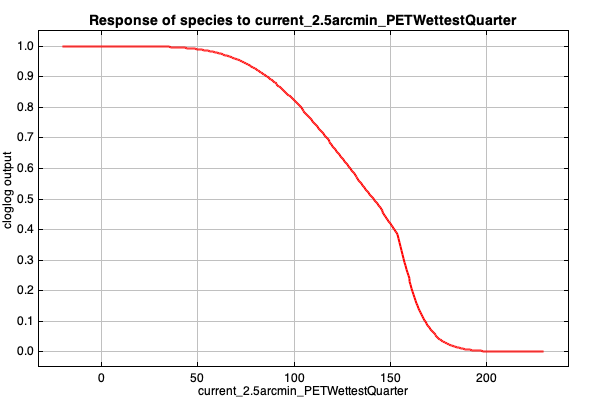 Response of species to current_2.5arcmin_PETWettestQuarter
1.0
0.9
0.8
0.7
0.6
0.5
0.4
0.3
0.2
0.1
0.0
cloglog output
0 50 100 150 200
current_2.5arcmin_PETWettestQuarter